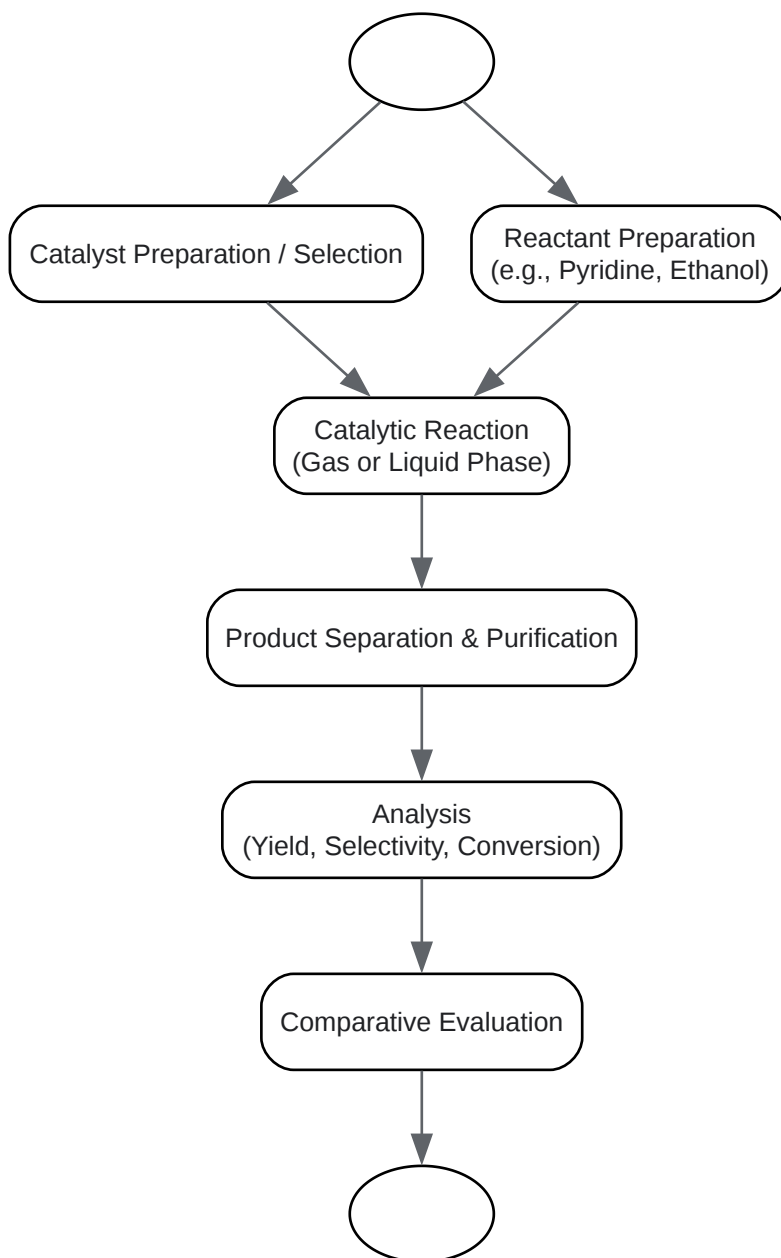 Catalyst Preparation / Selection
Reactant Preparation
(e.g., Pyridine, Ethanol)
Catalytic Reaction
(Gas or Liquid Phase)
Product Separation & Purification
Analysis
(Yield, Selectivity, Conversion)
Comparative Evaluation